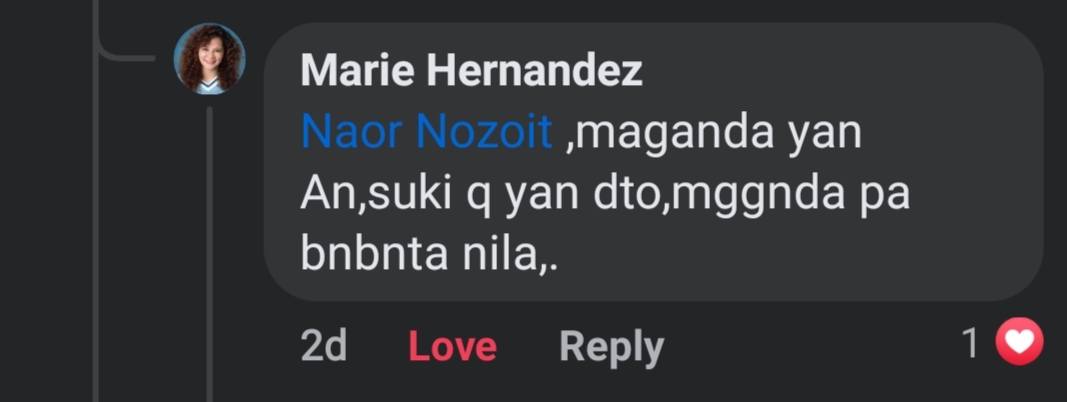 Marie Hernandez
Naor Nozoit ,maganda yan
An,suki q yan dto,mggnda pa
bnbnta nila,.
2d Love Reply 1